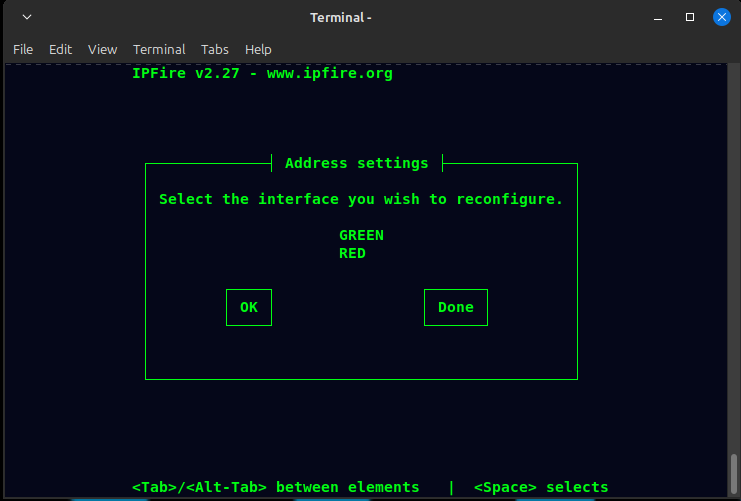 Terminal -
File Edit View Terminal Tabs Help
IPFire v2.27 - www.ipfire.org
Address settings
Select the interface you wish to reconfigure.
GREEN
RED
OK Done
<Tab>/<Alt-Tab> between elements | <Space> selects